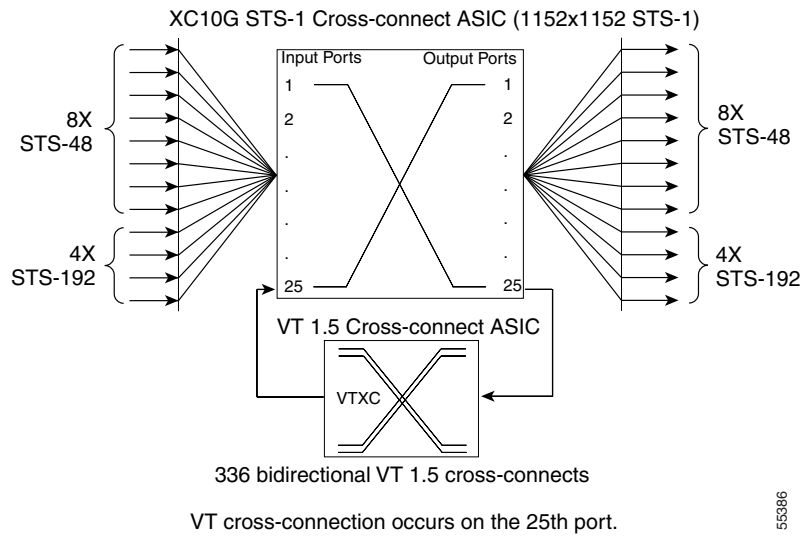 XC10G STS-1 Cross-connect ASIC (1152x1152 STS-1)
Input Ports
Output Ports
1
1
2
2
.
.
.
.
.
.
.
.
25
25
8X
STS-48
8X
STS-48
4X
STS-192
4X
STS-192
VT 1.5 Cross-connect ASIC
VTXC
336 bidirectional VT 1.5 cross-connects
VT cross-connection occurs on the 25th port.
55386